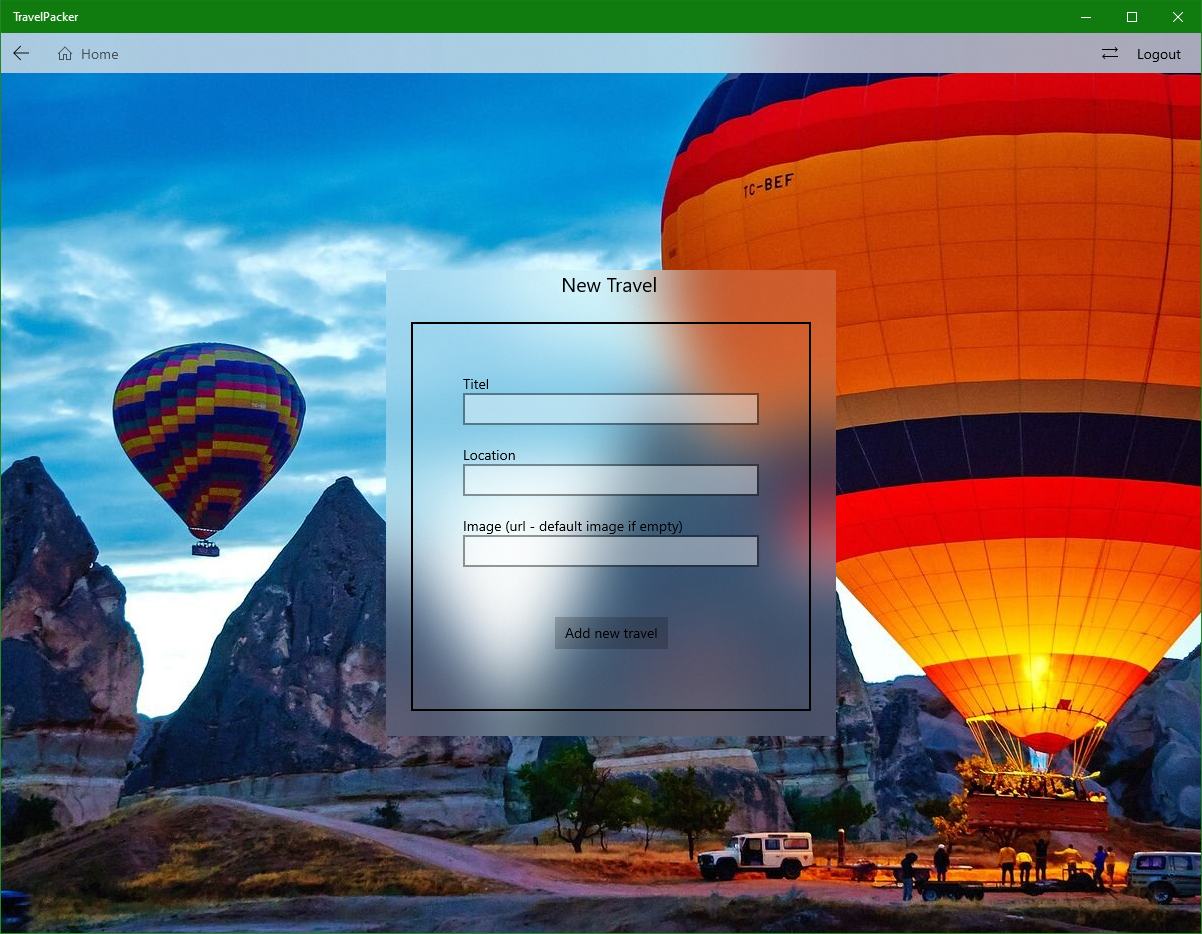 TravelPacker
Home
Logout
TC-BEF
New Travel
Titel
Location
Image (url - default image if empty)
Add new travel